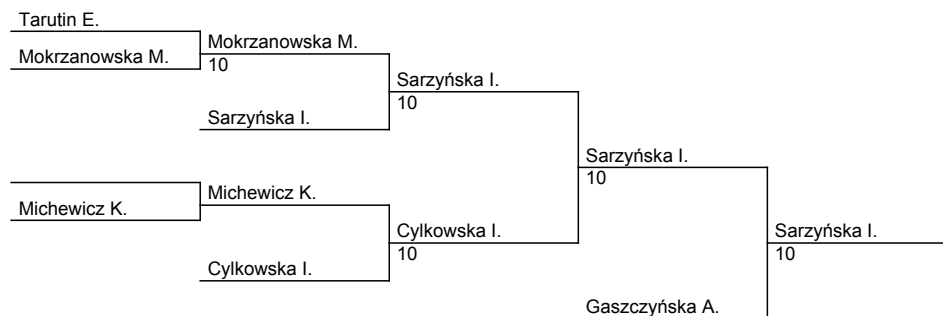 Tarutin E.
Mokrzanowska M.
Mokrzanowska M.
10
Sarzyńska I.
10
Sarzyńska I.
Sarzyńska I.
10
Michewicz K.
Michewicz K.
Cylkowska I.
10
Sarzyńska I.
10
Cylkowska I.
Gaszczyńska A.